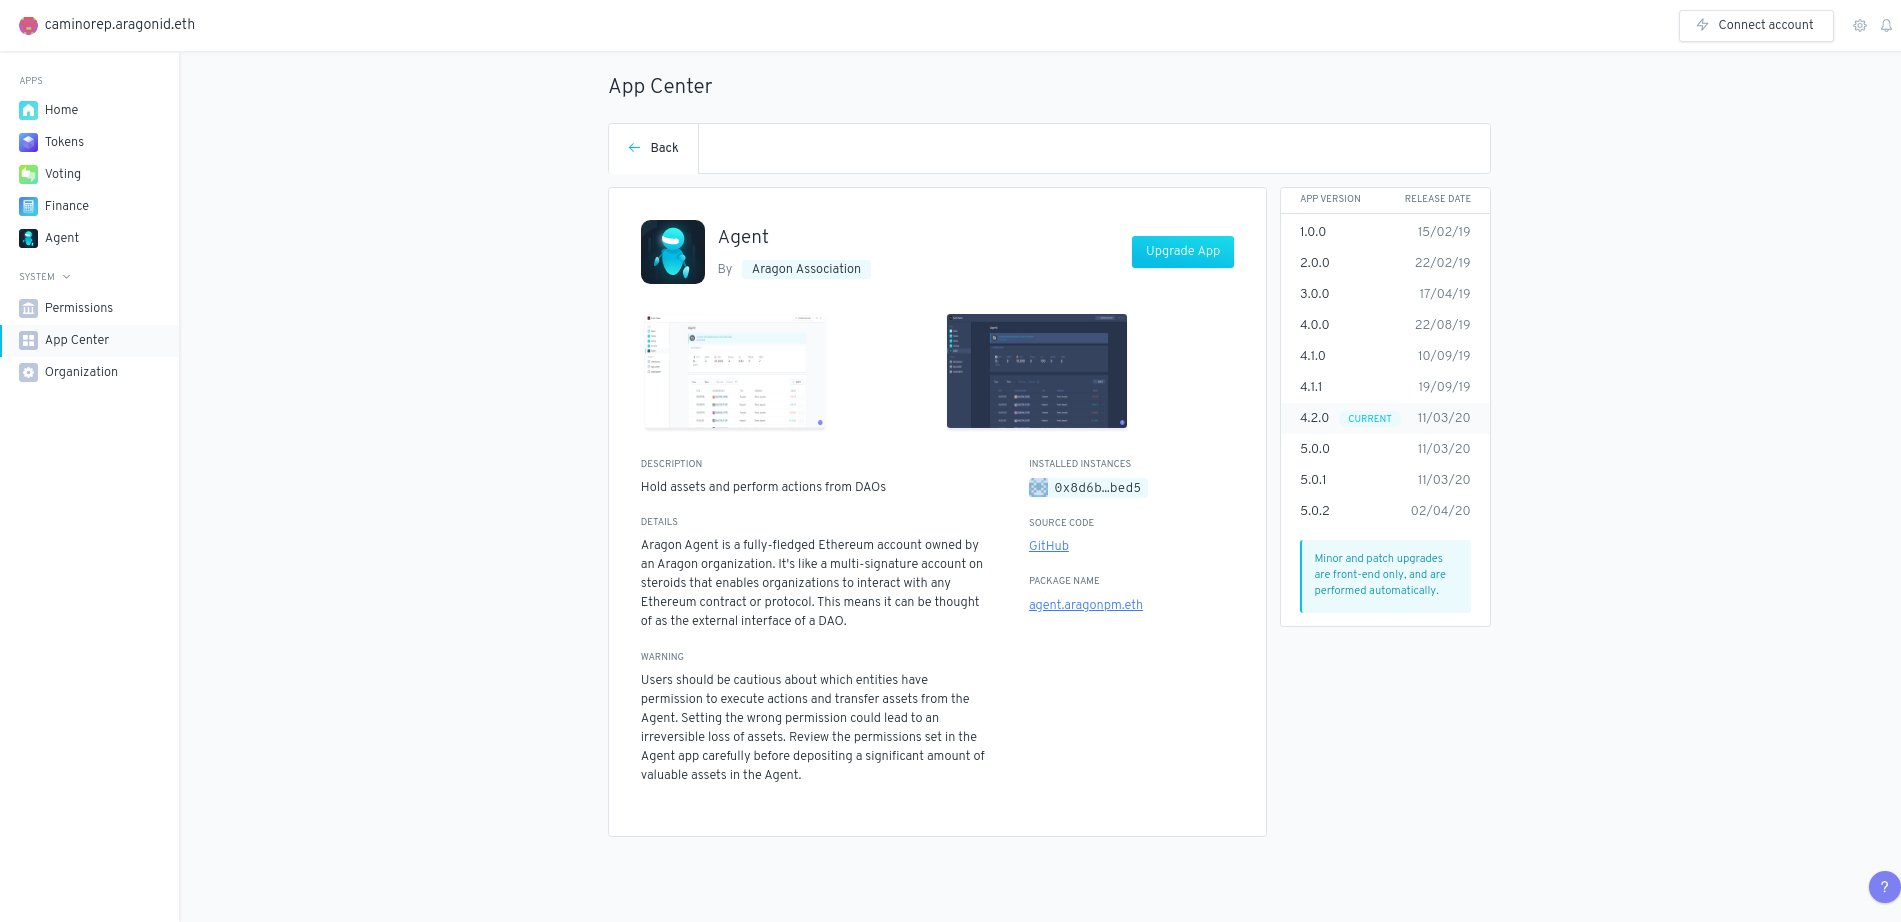 caminorep.aragonid.eth
Connect account
APPS
Home
Tokens
Voting
Finance
Agent
SYSTEM
Permissions
App Center
Organization
App Center
Back
Agent
By Aragon Association
Upgrade App
DESCRIPTION
Hold assets and perform actions from DAOs
DETAILS
Aragon Agent is a fully-fledged Ethereum account owned by
an Aragon organization. It's like a multi-signature account on
steroids that enables organizations to interact with any
Ethereum contract or protocol. This means it can be thought
of as the external interface of a DAO.
WARNING
Users should be cautious about which entities have
permission to execute actions and transfer assets from the
Agent. Setting the wrong permission could lead to an
irreversible loss of assets. Review the permissions set in the
Agent app carefully before depositing a significant amount of
valuable assets in the Agent.
INSTALLED INSTANCES
0x8d6b…bed5
SOURCE CODE
GitHub
PACKAGE NAME
agent.aragonpm.eth
APP VERSION RELEASE DATE
1.0.0 15/02/19
2.0.0 22/02/19
3.0.0 17/04/19
4.0.0 22/08/19
4.1.0 10/09/19
4.1.1 19/09/19
4.2.0 CURRENT 11/03/20
5.0.0 11/03/20
5.0.1 11/03/20
5.0.2 02/04/20
Minor and patch upgrades
are front-end only, and are
performed automatically.
?